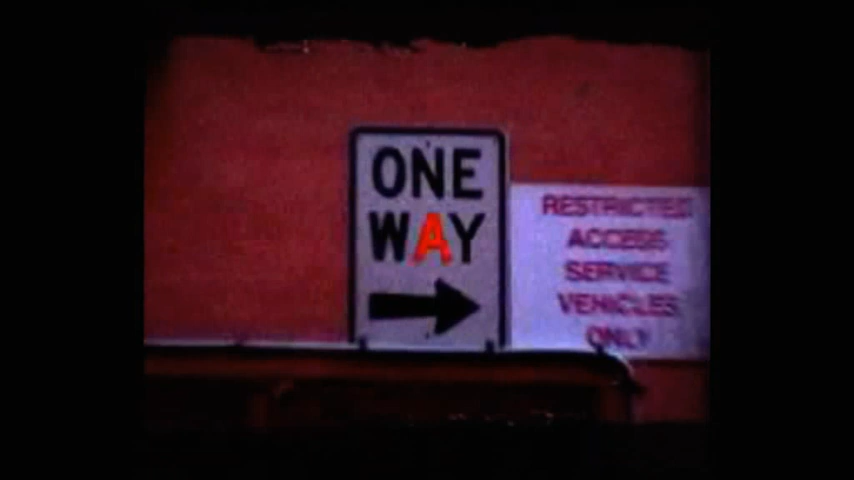 ONE
WAY
RESTRICTED
ACCESS
SERVICE
VEHICLES
ONLY